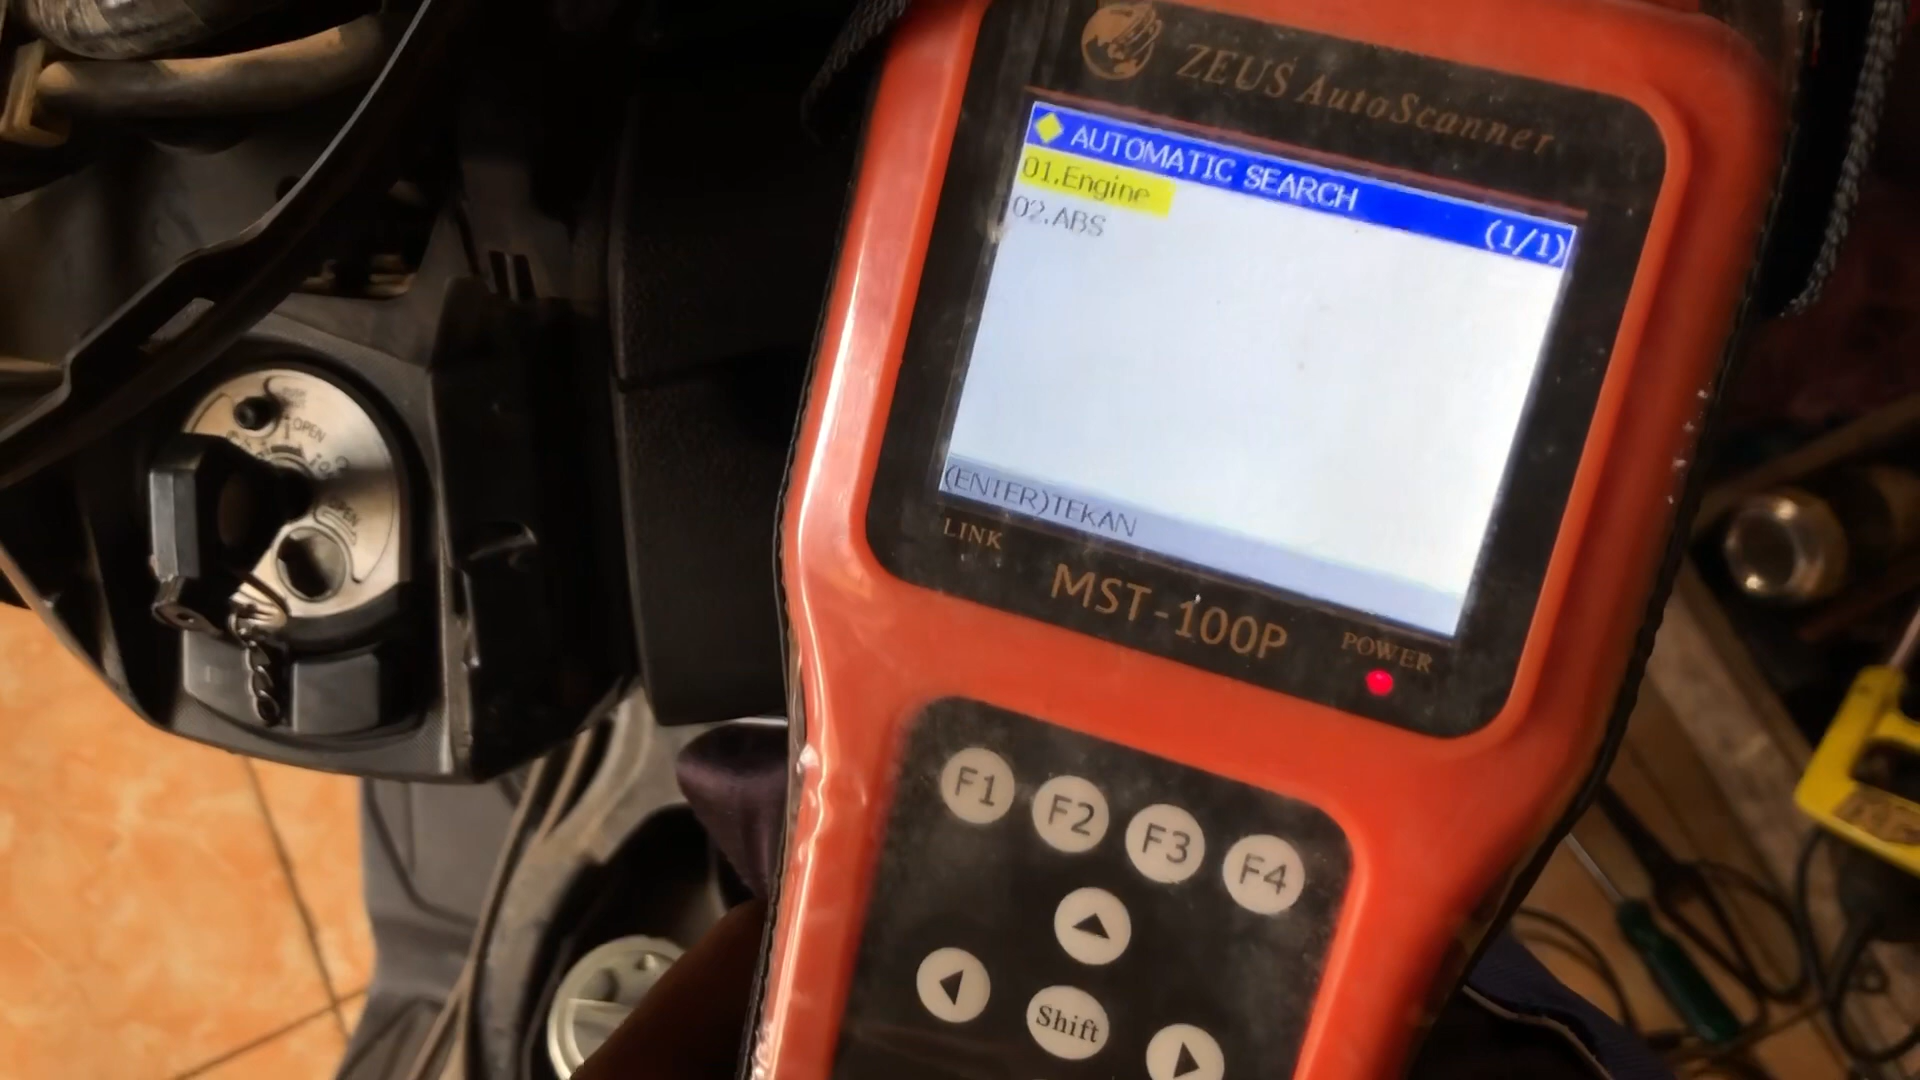 ZEUS AutoScanner
AUTOMATIC SEARCH
(1/1)
01.Engine
02.ABS
(ENTER)TEKAN
LINK
MST-100P
POWER
F1
F2
F3
F4
Shift
OPEN
OPEN